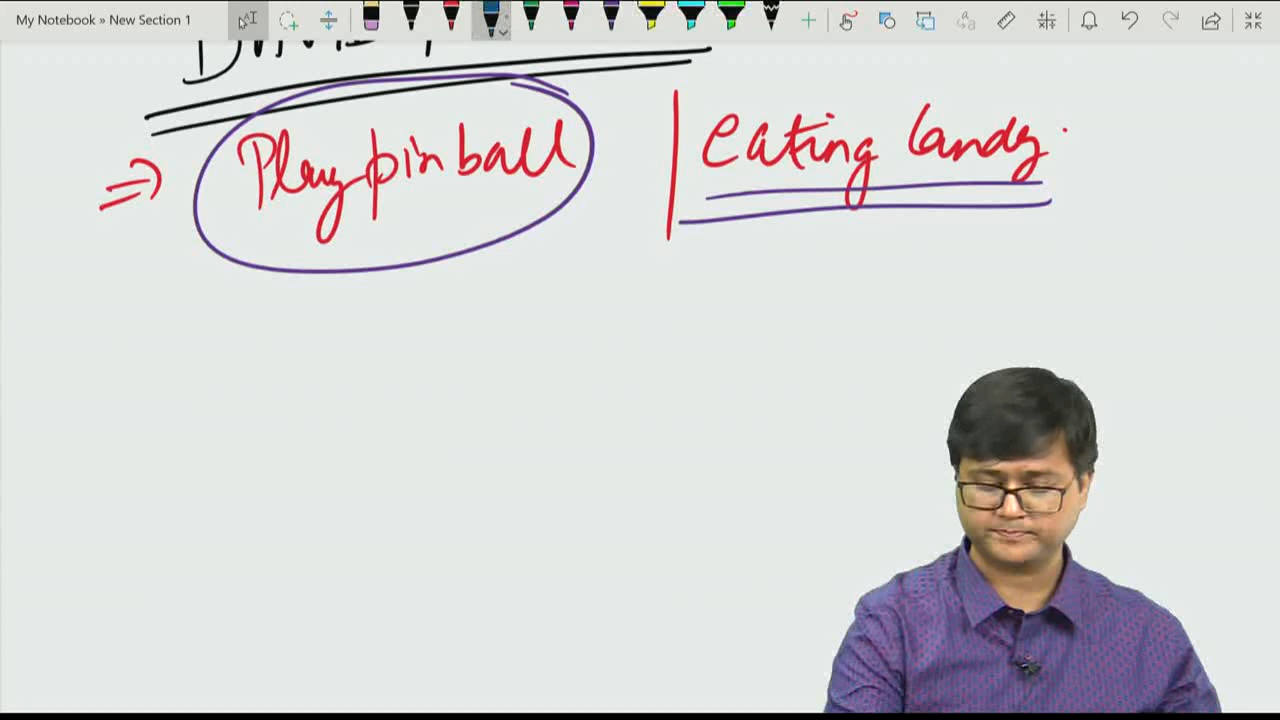 My Notebook » New Section 1
⇒ Play pinball | eating candy.